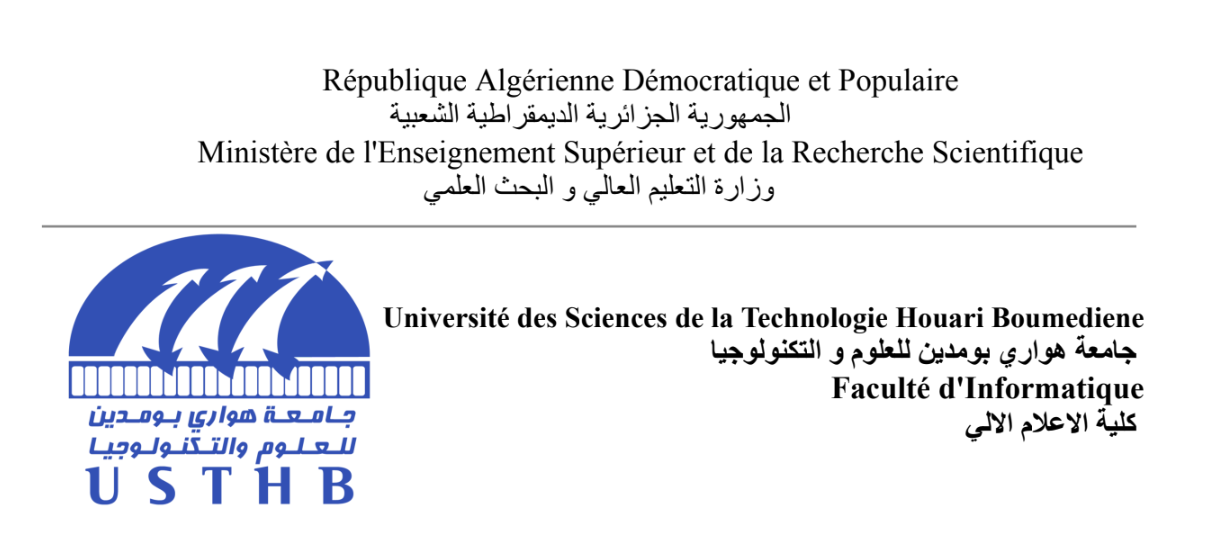 République Algérienne Démocratique et Populaire
الجمهورية الجزائرية الديمقراطية الشعبية
Ministère de l'Enseignement Supérieur et de la Recherche Scientifique
وزارة التعليم العالي و البحث العلمي
Université des Sciences de la Technologie Houari Boumediene
جامعة هواري بومدين للعلوم و التكنولوجيا
Faculté d'Informatique
كلية الاعلام الالي
جامعة هواري بومدين
للعلوم والتكنولوجيا
USTHB